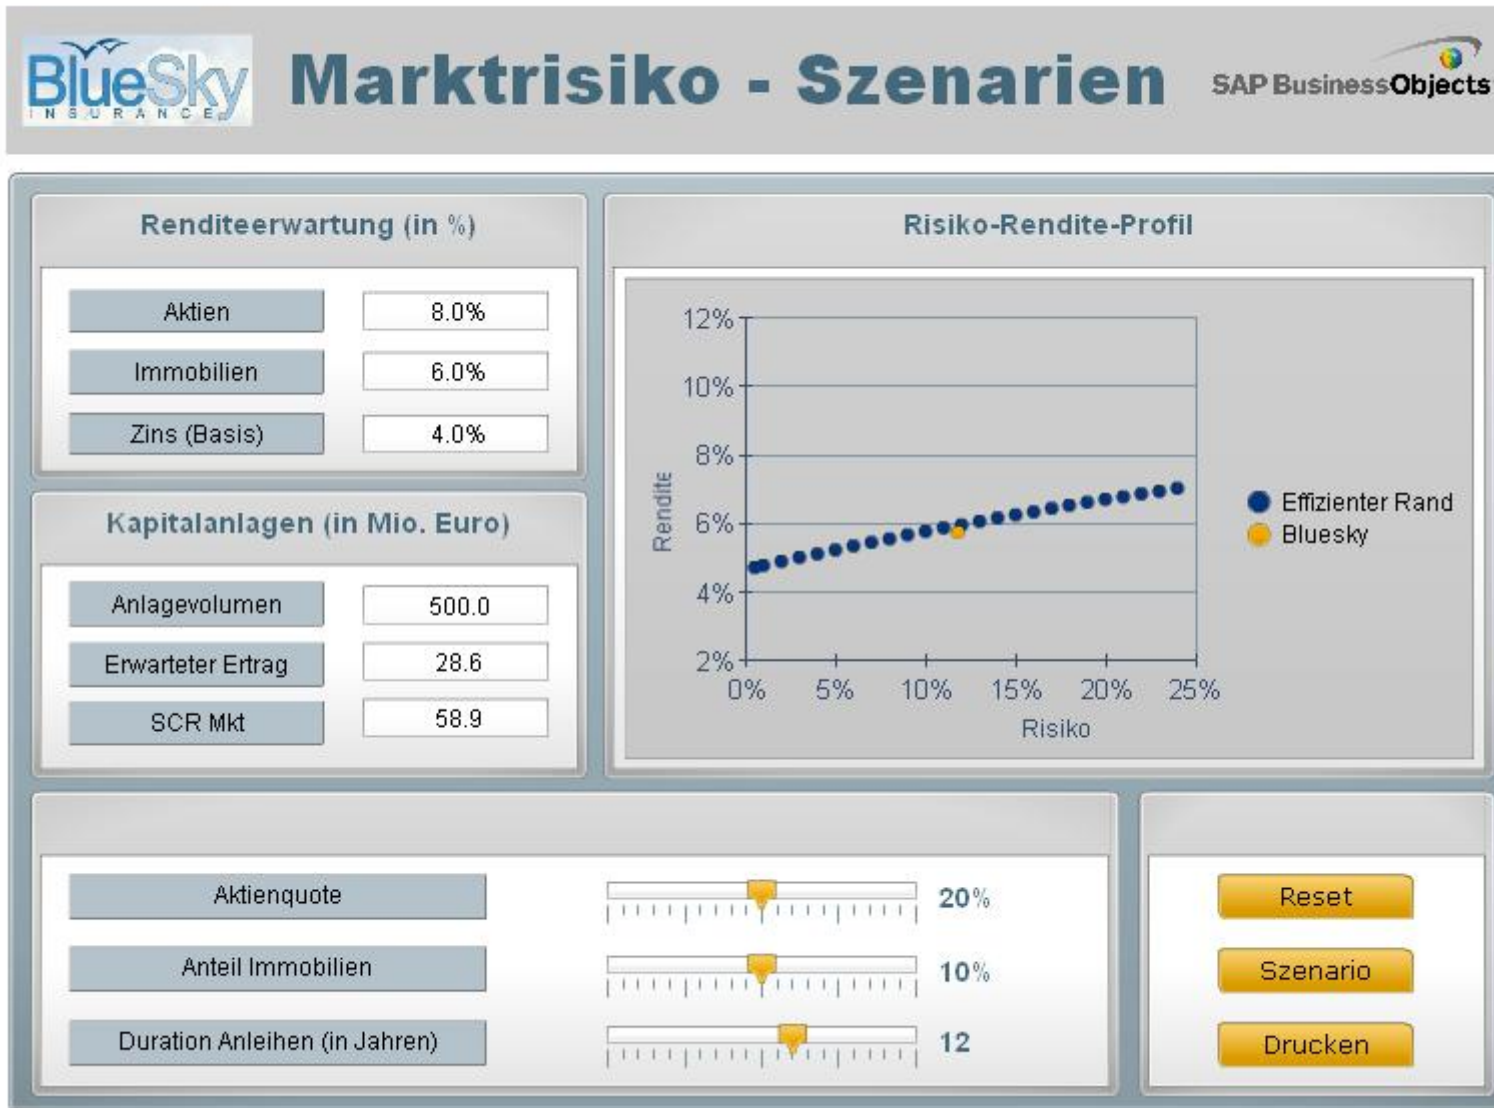 BlueSky
INSURANCE
Marktrisiko - Szenarien
SAP BusinessObjects
Renditeerwartung (in %)
Aktien 8.0%
Immobilien 6.0%
Zins (Basis) 4.0%
Kapitalanlagen (in Mio. Euro)
Anlagevolumen 500.0
Erwarteter Ertrag 28.6
SCR Mkt 58.9
Risiko-Rendite-Profil
12%
10%
8%
6%
4%
2%
Rendite
0% 5% 10% 15% 20% 25%
Risiko
Effizienter Rand
Bluesky
Aktienquote 20%
Anteil Immobilien 10%
Duration Anleihen (in Jahren) 12
Reset
Szenario
Drucken